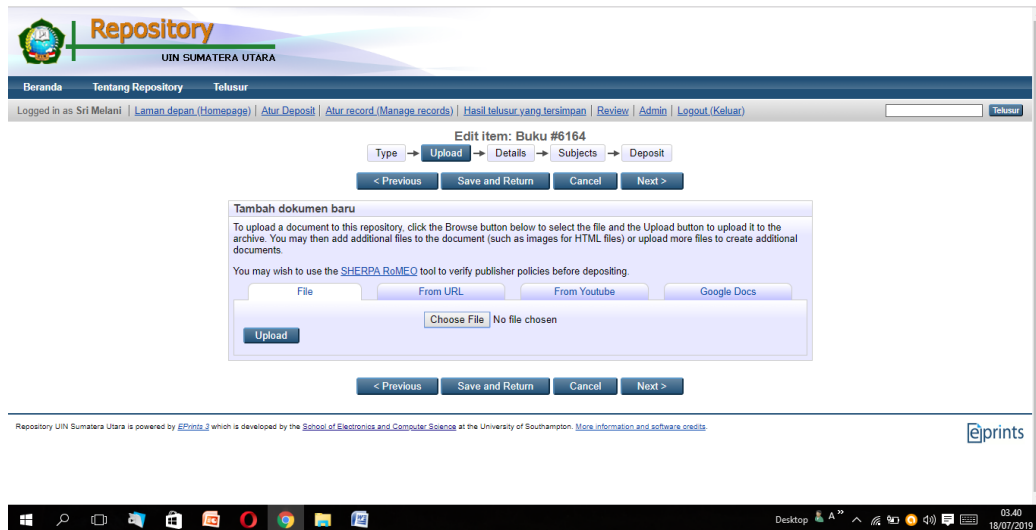 Repository
UIN SUMATERA UTARA
Beranda Tentang Repository Telusur
Logged in as Sri Melani | Laman depan (Homepage) | Atur Deposit | Atur record (Manage records) | Hasil telusur yang tersimpan | Review | Admin | Logout (Keluar) Telusur
Edit item: Buku #6164
Type → Upload → Details → Subjects → Deposit
< Previous Save and Return Cancel Next >
Tambah dokumen baru
To upload a document to this repository, click the Browse button below to select the file and the Upload button to upload it to the
archive. You may then add additional files to the document (such as images for HTML files) or upload more files to create additional
documents.
You may wish to use the SHERPA RoMEO tool to verify publisher policies before depositing.
File From URL From Youtube Google Docs
Choose File No file chosen
Upload
< Previous Save and Return Cancel Next >
Repository UIN Sumatera Utara is powered by EPrints 3 which is developed by the School of Electronics and Computer Science at the University of Southampton. More information and software credits.
eprints
Desktop A » 03.40
18/07/2019